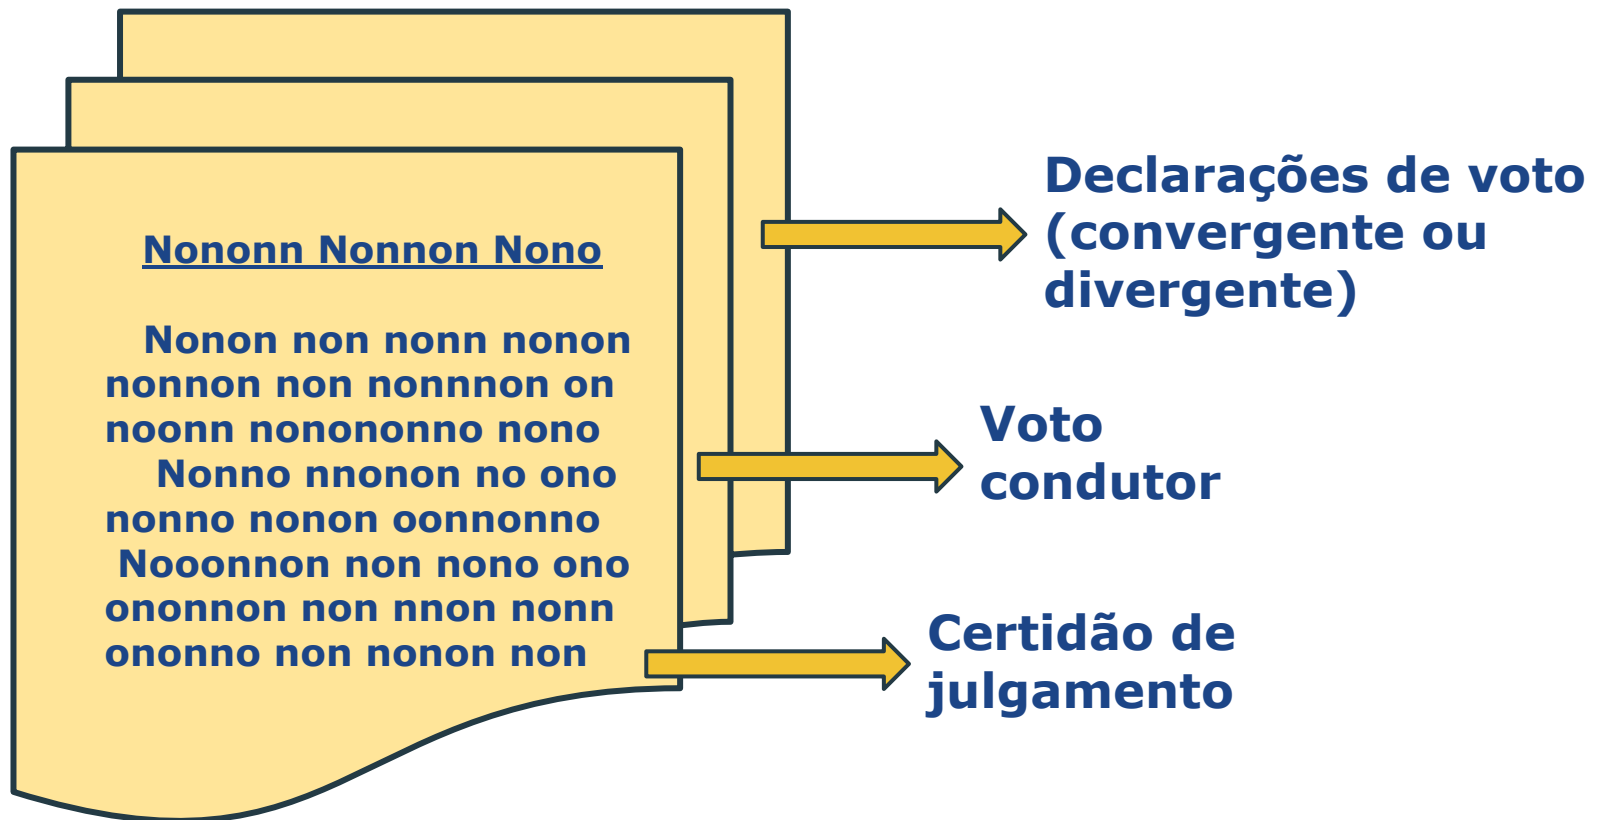 Nononn Nonnon Nono
Nonon non nonn nonon
nonnon non nonnnon on
noonn nonononno nono
Nonno nnonon no ono
nonno nonon oonnonno
Nooonnon non nono ono
ononnon non nnon nonn
ononno non nonon non
Declarações de voto
(convergente ou
divergente)
Voto
condutor
Certidão de
julgamento